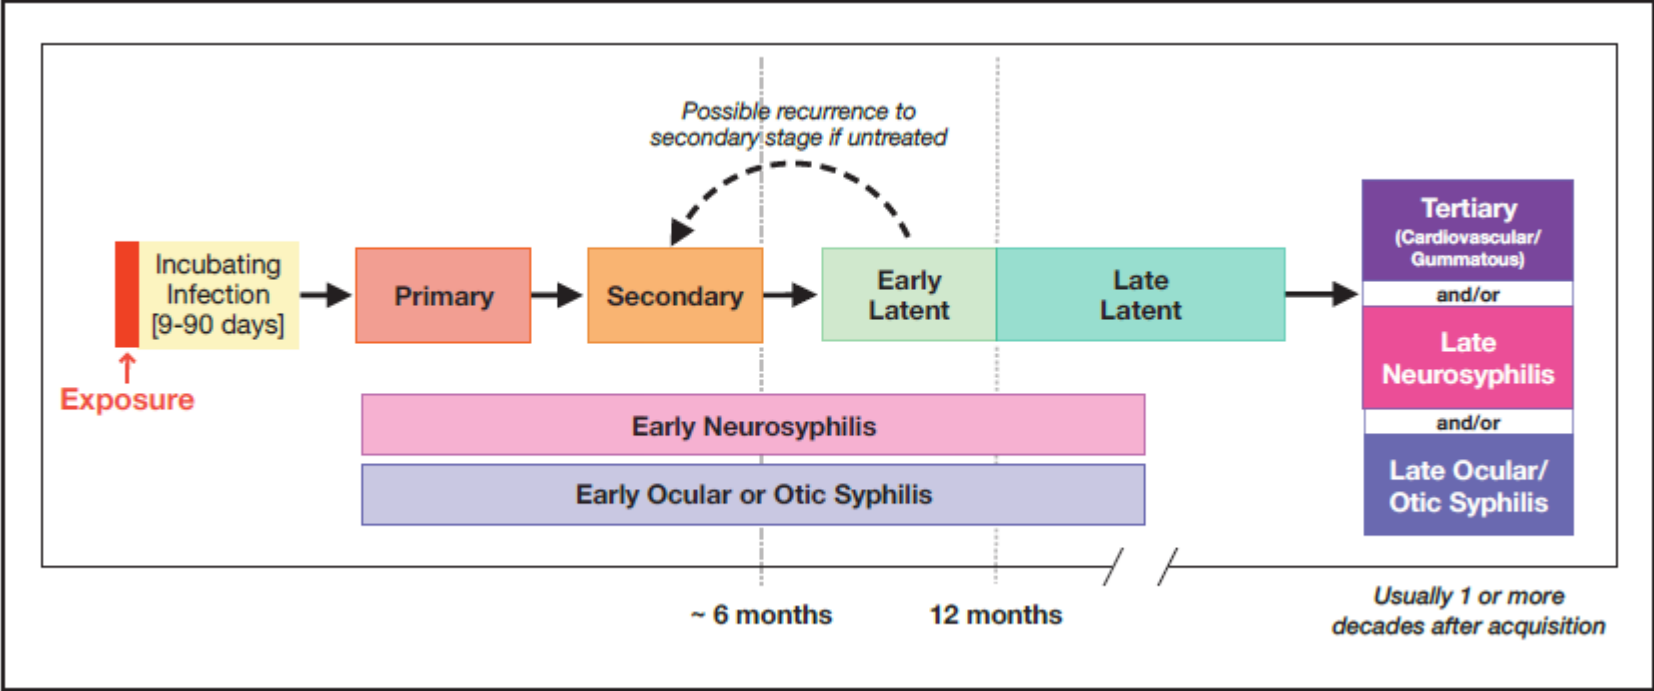 Possible recurrence to
secondary stage if untreated
Incubating
Infection
[9-90 days]
Exposure
Primary
Secondary
Early
Latent
Late
Latent
Tertiary
(Cardiovascular/
Gummatous)
and/or
Late
Neurosyphilis
and/or
Late Ocular/
Otic Syphilis
Early Neurosyphilis
Early Ocular or Otic Syphilis
~ 6 months
12 months
Usually 1 or more
decades after acquisition